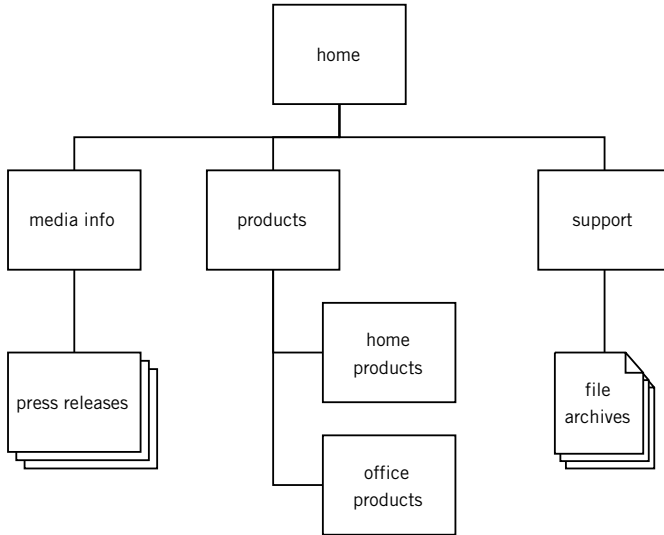 home
media info
products
support
home
products
press releases
file
archives
office
products